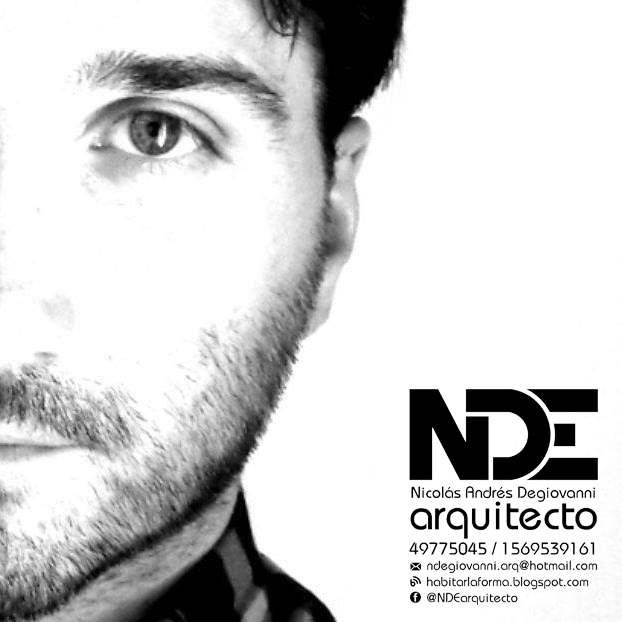 NDE
Nicolás Andrés Degiovanni
arquitecto
49775045 / 1569539161
ndegiovanni.arq@hotmail.com
habitarlaforma.blogspot.com
@NDEarquitecto